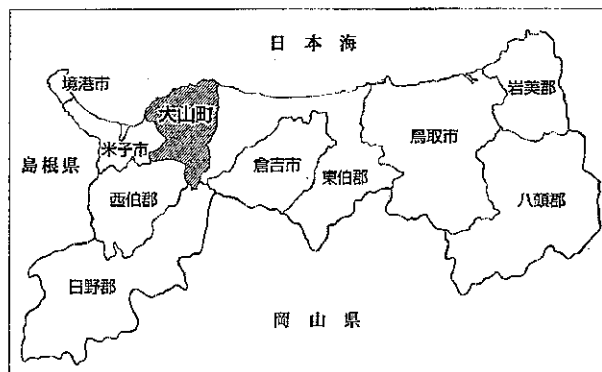 日本海
境港市
大山町
岩美郡
米子市
鳥取市
島根県
倉吉市
東伯郡
西伯郡
八頭郡
日野郡
岡山県